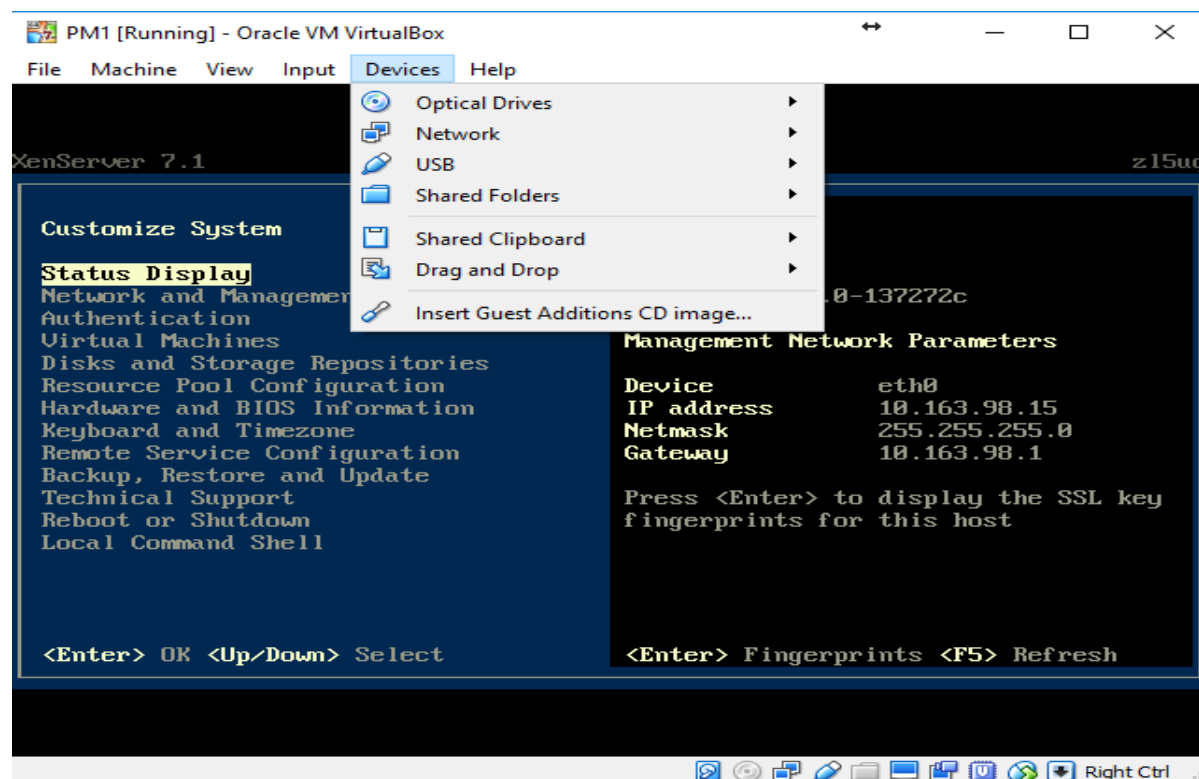 PM1 [Running] - Oracle VM VirtualBox
File Machine View Input Devices Help
Optical Drives
Network
USB
Shared Folders
Shared Clipboard
Drag and Drop
Insert Guest Additions CD image...
XenServer 7.1
Customize System
Status Display
Network and
Authentication
Virtual Machines
Disks and Storage Repositories
Resource Pool Configuration
Hardware and BIOS Information
Keyboard and Timezone
Remote Service Configuration
Backup, Restore and Update
Technical Support
Reboot or Shutdown
Local Command Shell
<Enter> OK <Up/Down> Select
0-137272c
Management Network Parameters
Device eth0
IP address 10.163.98.15
Netmask 255.255.255.0
Gateway 10.163.98.1
Press <Enter> to display the SSL key
fingerprints for this host
<Enter> Fingerprints <F5> Refresh
Right Ctrl